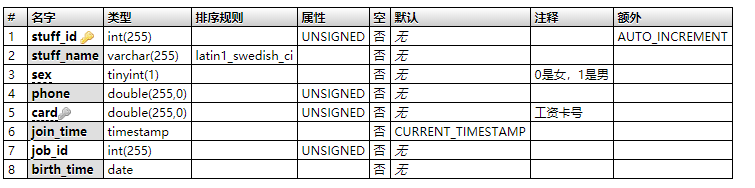 # 名字 类型 排序规则 属性 空 默认 注释 额外
1 stuff_id int(255) UNSIGNED 否 无 AUTO_INCREMENT
2 stuff_name varchar(255) latin1_swedish_ci 否 无
3 sex tinyint(1) 否 无 0是女，1是男
4 phone double(255,0) UNSIGNED 否 无
5 card double(255,0) UNSIGNED 否 无 工资卡号
6 join_time timestamp 否 CURRENT_TIMESTAMP
7 job_id int(255) UNSIGNED 否 无
8 birth_time date 否 无